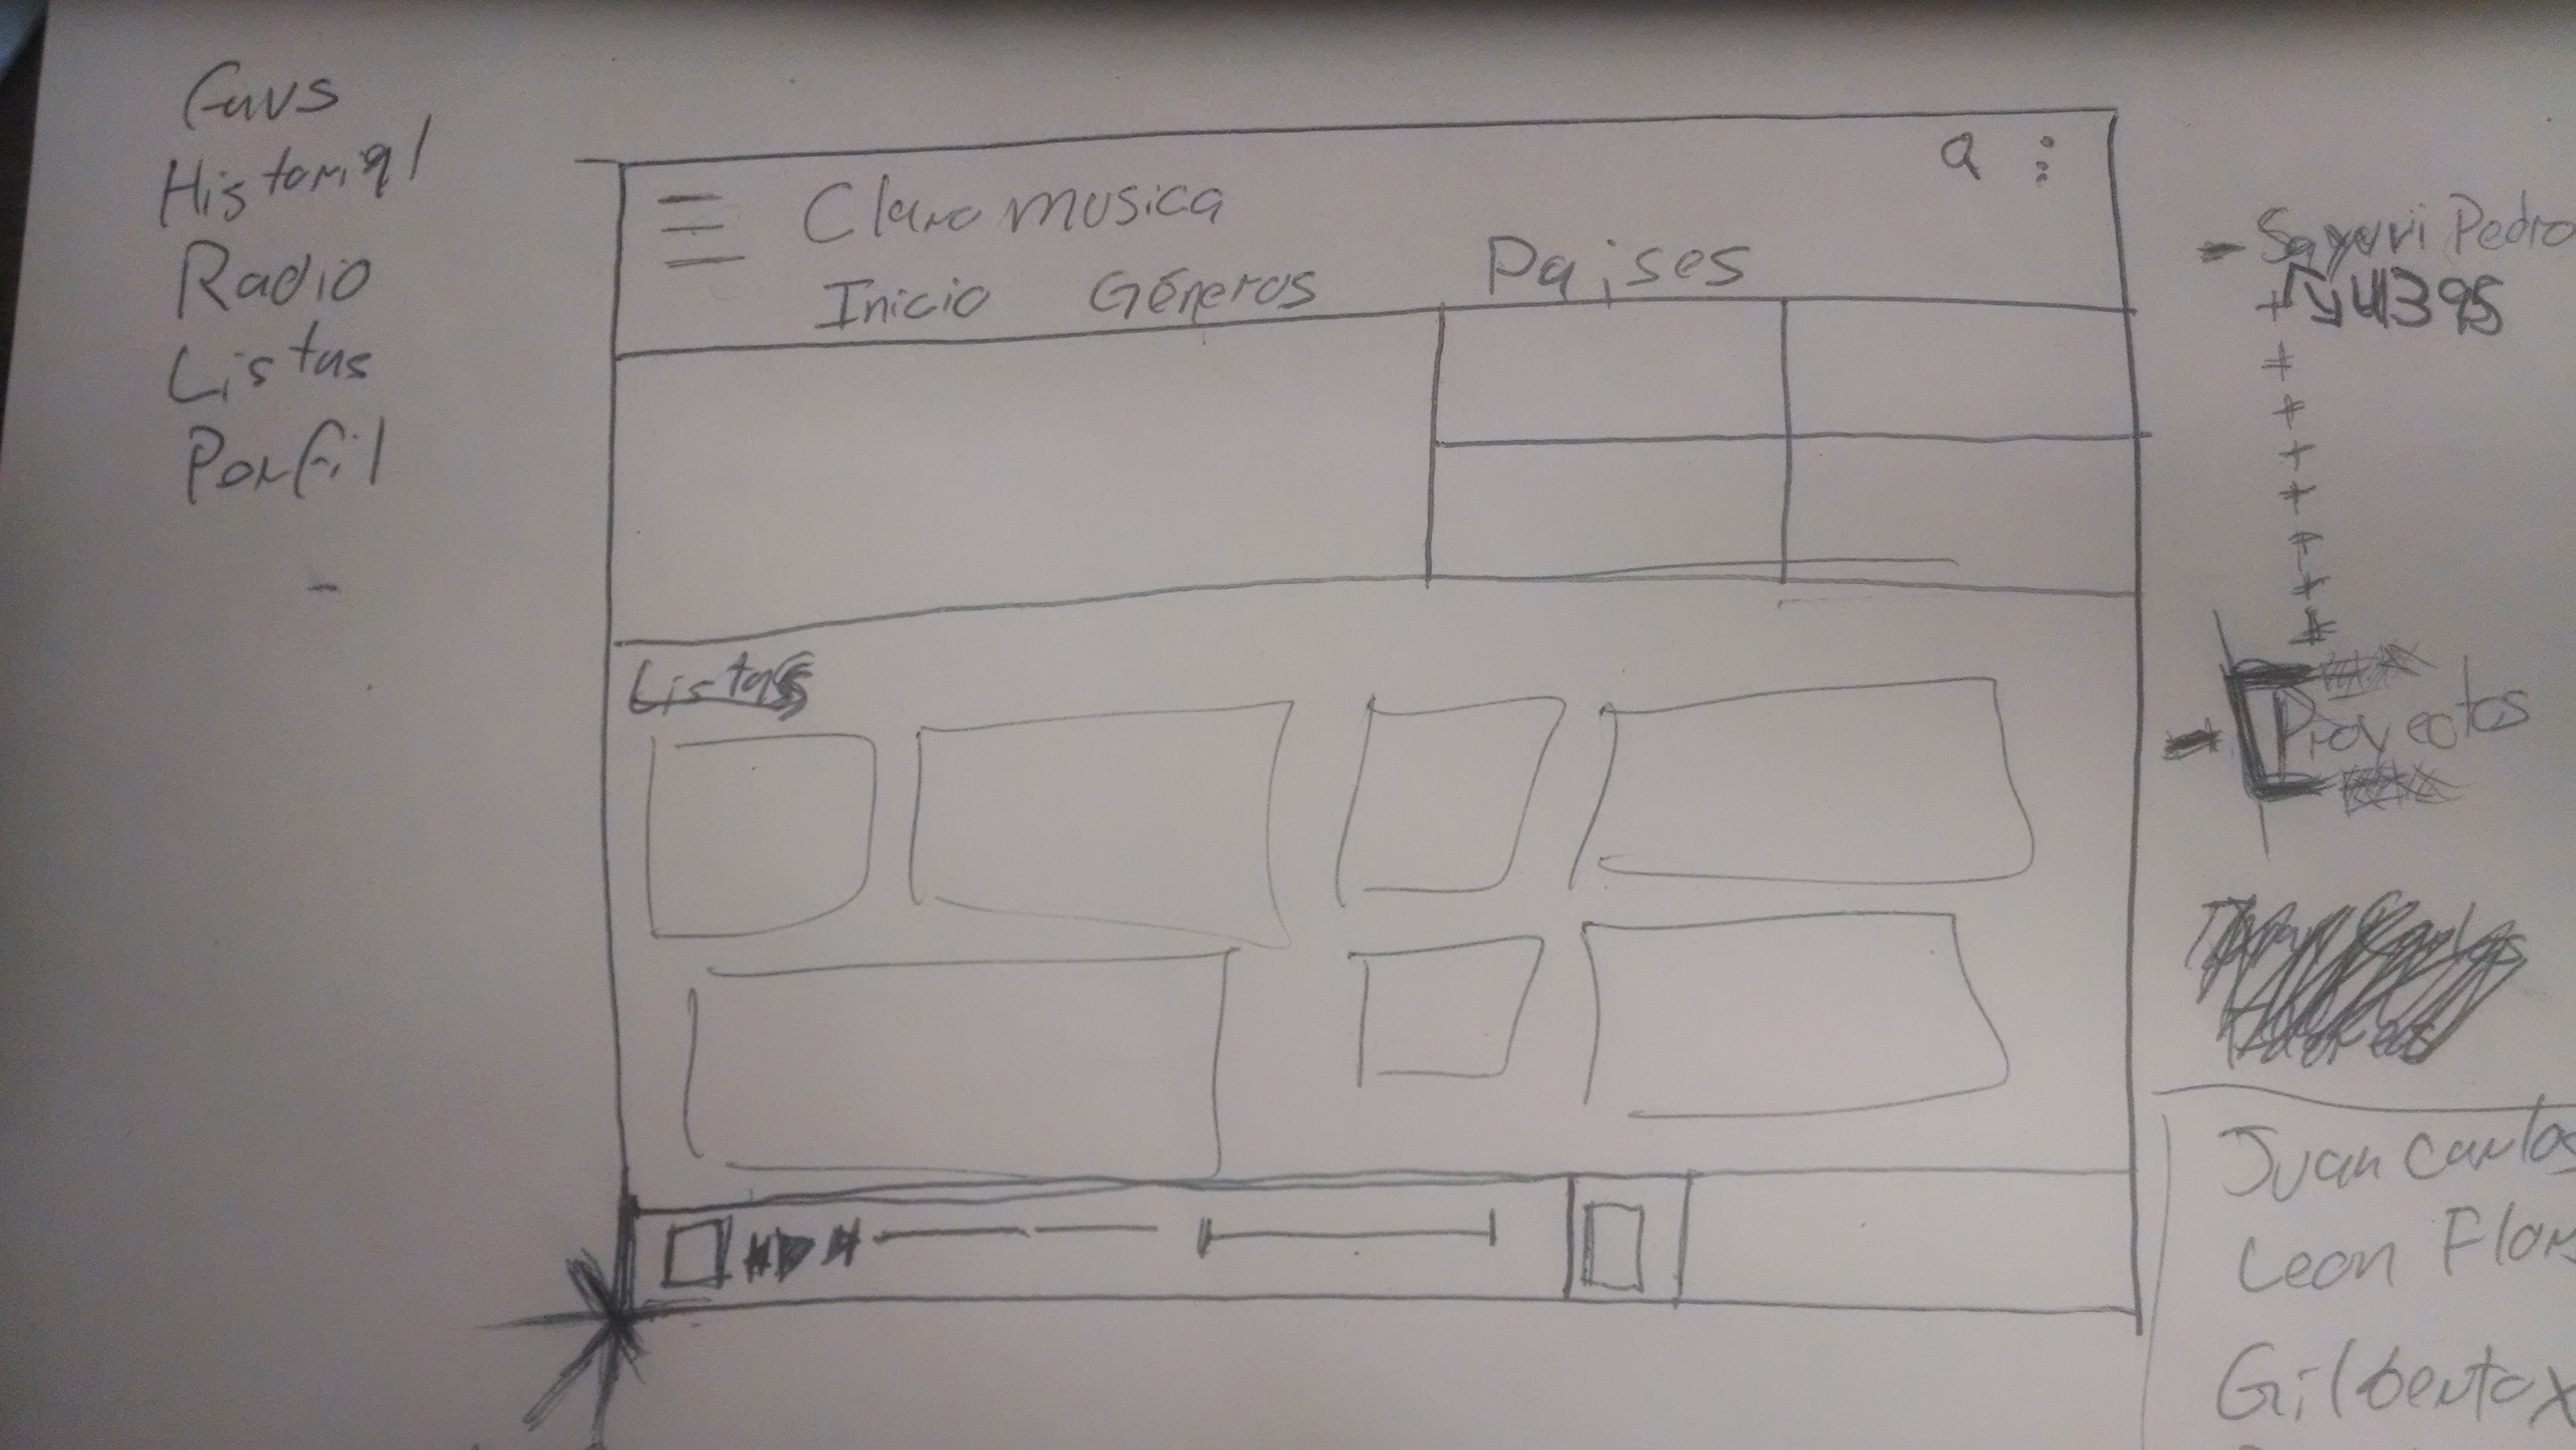 Favs
Historial
Radio
Listas
Perfil
Claro musica
Inicio Géneros Paises
Listas
Sayuri Pedro
Proyectos
Juan Carlos
Leon Flor
Gilberto